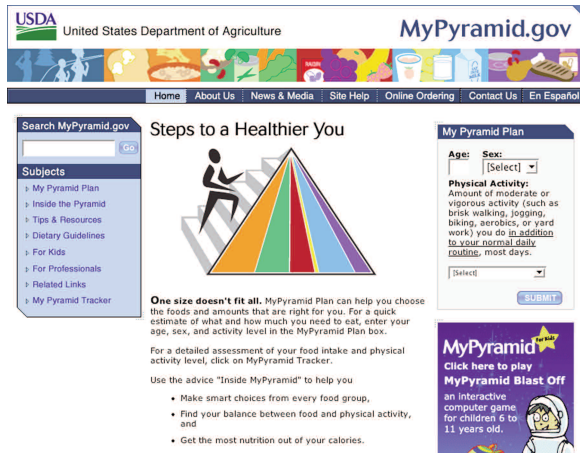 USDA
United States Department of Agriculture
MyPyramid.gov
RAISIN
Home
About Us
News & Media
Site Help
Online Ordering
Contact Us
En Español
Search MyPyramid.gov
Go
Subjects
My Pyramid Plan
Inside the Pyramid
Tips & Resources
Dietary Guidelines
For Kids
For Professionals
Related Links
My Pyramid Tracker
Steps to a Healthier You
One size doesn't fit all. MyPyramid Plan can help you choose
the foods and amounts that are right for you. For a quick
estimate of what and how much you need to eat, enter your
age, sex, and activity level in the MyPyramid Plan box.
For a detailed assessment of your food intake and physical
activity level, click on MyPyramid Tracker.
Use the advice "Inside MyPyramid" to help you
• Make smart choices from every food group,
• Find your balance between food and physical activity,
and
• Get the most nutrition out of your calories.
My Pyramid Plan
Age: Sex:
[Select]
Physical Activity:
Amount of moderate or
vigorous activity (such as
brisk walking, jogging,
biking, aerobics, or yard
work) you do in addition
to your normal daily
routine, most days.
[Select]
SUBMIT
MyPyramid for Kids
Click here to play
MyPyramid Blast Off
an interactive
computer game
for children 6 to
11 years old.